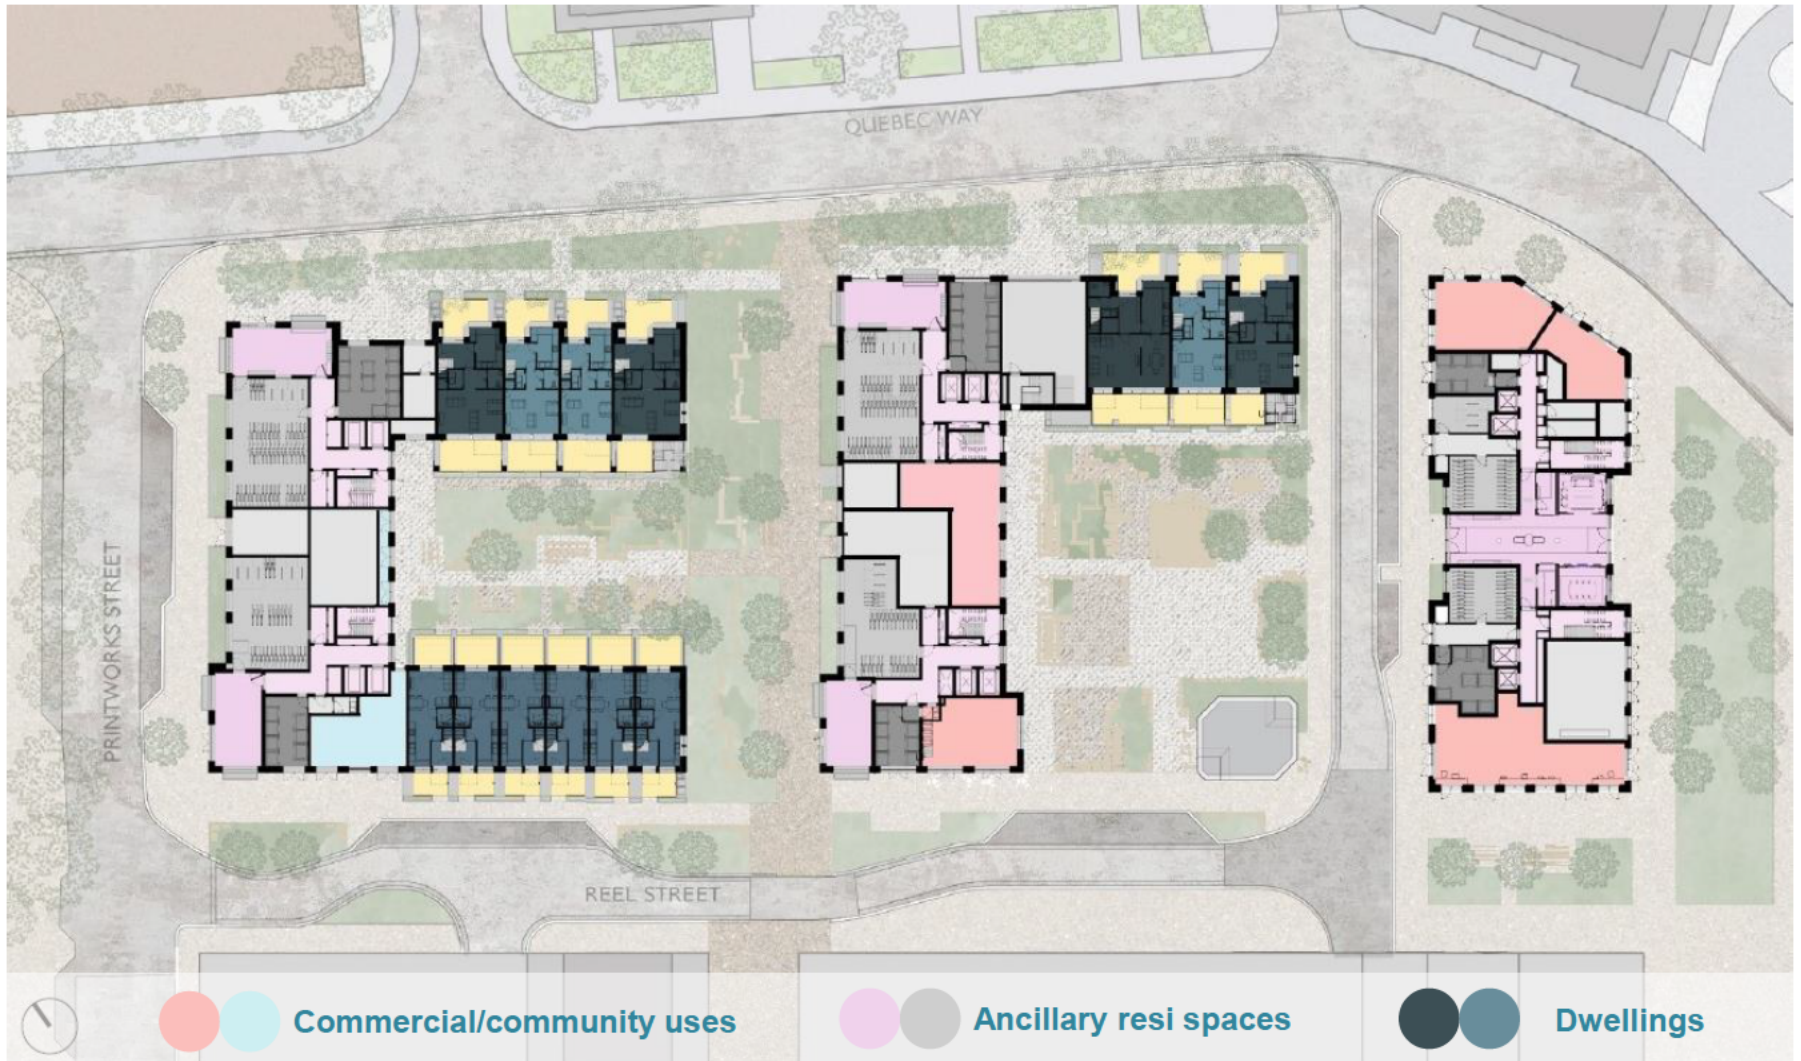 QUEBEC WAY
PRINTWORKS STREET
REEL STREET
Commercial/community uses
Ancillary resi spaces
Dwellings